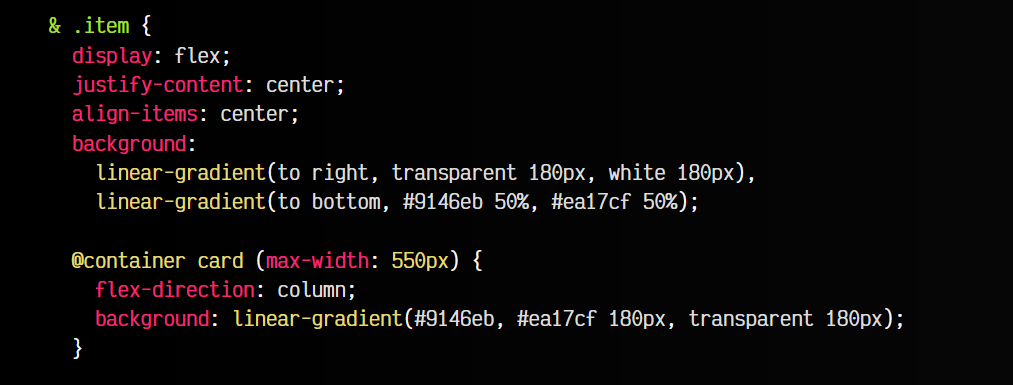 & .item {
display: flex;
justify-content: center;
align-items: center;
background:
linear-gradient(to right, transparent 180px, white 180px),
linear-gradient(to bottom, #9146eb 50%, #ea17cf 50%);
@container card (max-width: 550px) {
flex-direction: column;
background: linear-gradient(#9146eb, #ea17cf 180px, transparent 180px);
}